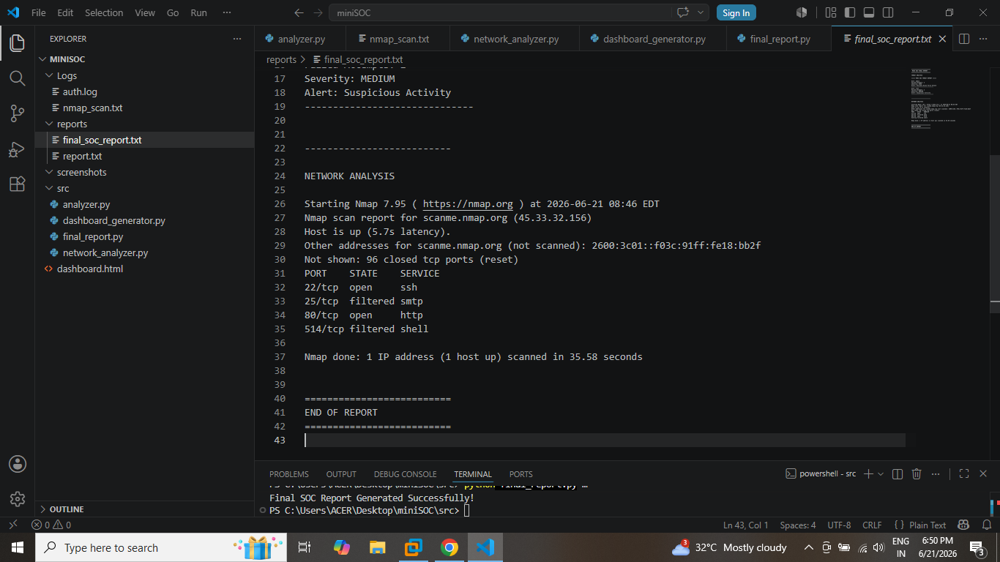 File Edit Selection View Go Run ···
miniSOC
Sign In
EXPLORER ···
MINISOC
Logs
auth.log
nmap_scan.txt
reports
final_soc_report.txt
report.txt
screenshots
src
analyzer.py
dashboard_generator.py
final_report.py
network_analyzer.py
dashboard.html
OUTLINE
analyzer.py nmap_scan.txt network_analyzer.py dashboard_generator.py final_report.py final_soc_report.txt ···
reports > final_soc_report.txt
17 Severity: MEDIUM
18 Alert: Suspicious Activity
19 ------------------------------
20
21
22 --------------------------
23
24 NETWORK ANALYSIS
25
26 Starting Nmap 7.95 ( https://nmap.org ) at 2026-06-21 08:46 EDT
27 Nmap scan report for scanme.nmap.org (45.33.32.156)
28 Host is up (5.7s latency).
29 Other addresses for scanme.nmap.org (not scanned): 2600:3c01::f03c:91ff:fe18:bb2f
30 Not shown: 96 closed tcp ports (reset)
31 PORT    STATE    SERVICE
32 22/tcp  open     ssh
33 25/tcp  filtered smtp
34 80/tcp  open     http
35 514/tcp filtered shell
36
37 Nmap done: 1 IP address (1 host up) scanned in 35.58 seconds
38
39
40 ==========================
41 END OF REPORT
42 ==========================
43
PROBLEMS OUTPUT DEBUG CONSOLE TERMINAL PORTS
powershell - src ···
PS C:\Users\ACER\Desktop\miniSOC\src> python final_report.py
Final SOC Report Generated Successfully!
PS C:\Users\ACER\Desktop\miniSOC\src>
0 0
Ln 43, Col 1 Spaces: 4 UTF-8 CRLF {} Plain Text
Type here to search
3 32°C Mostly cloudy
ENG IN
6:50 PM
6/21/2026
3